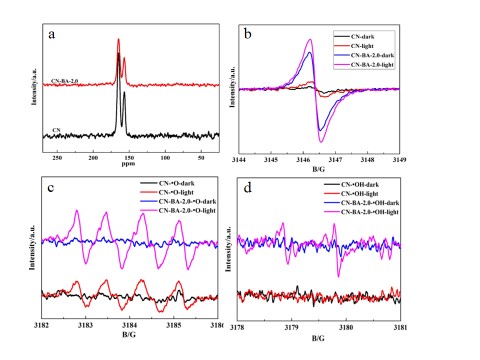 a
CN-BA-2.0
CN
Intensity/a.u.
250 200 150 100 50
ppm
b
CN-dark
CN-light
CN-BA-2.0-dark
CN-BA-2.0-light
Intensity/a.u.
3144 3145 3146 3147 3148 3149
B/G
c
CN-•O-dark
CN-•O-light
CN-BA-2.0-•O-dark
CN-BA-2.0-•O-light
Intensity/a.u.
3182 3183 3184 3185 3186
B/G
d
CN-•OH-dark
CN-•OH-light
CN-BA-2.0-•OH-dark
CN-BA-2.0-•OH-light
Intensity/a.u.
3178 3179 3180 3181
B/G